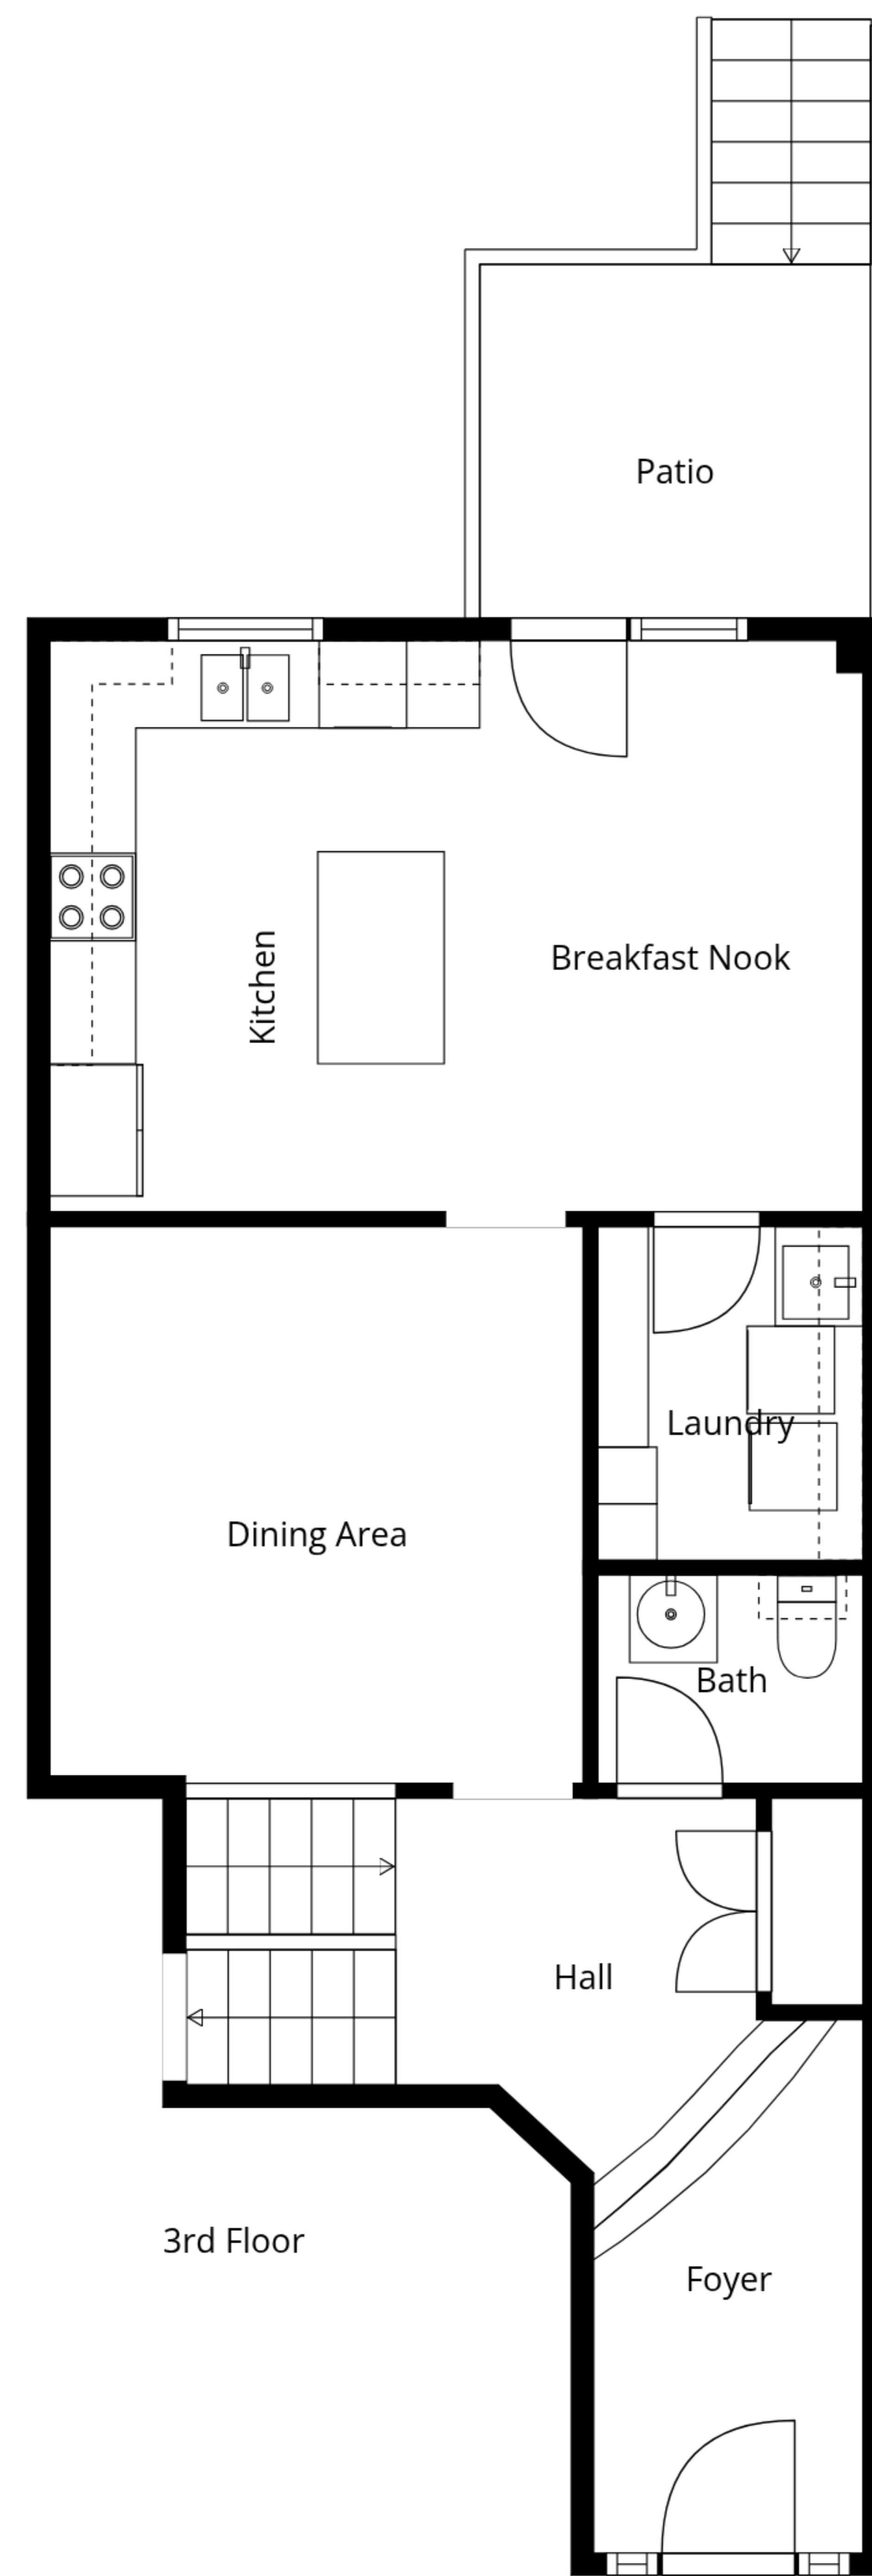 Patio
Kitchen
Breakfast Nook
Laundry
Dining Area
Bath
Hall
3rd Floor
Foyer